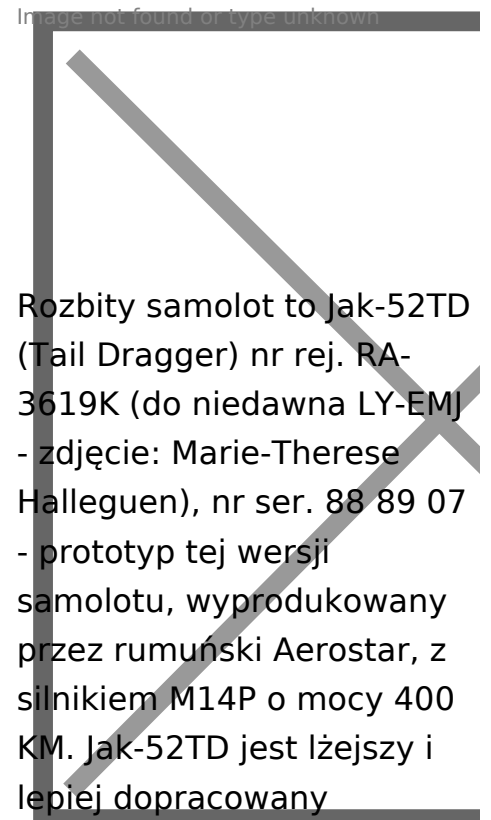 Image not found or type unknown
Rozbity samolot to Jak-52TD
(Tail Dragger) nr rej. RA-
3619K (do niedawna LY-EMJ
- zdjęcie: Marie-Therese
Halleguen), nr ser. 88 89 07
- prototyp tej wersji
samolotu, wyprodukowany
przez rumuński Aerostar, z
silnikiem M14P o mocy 400
KM. Jak-52TD jest lżejszy i
lepiej dopracowany